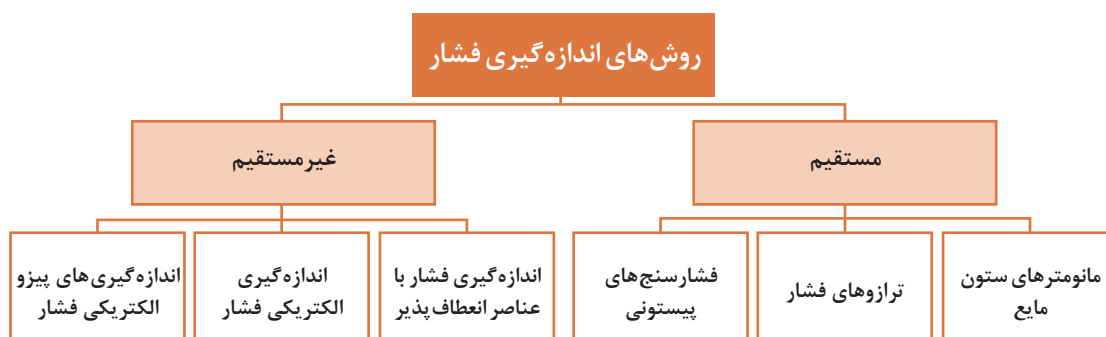 روش‌های اندازه‌گیری فشار
مستقیم
غیرمستقیم
مانومترهای ستون
مایع
ترازوهای فشار
فشارسنج‌های
پیستونی
اندازه‌گیری فشار با
عناصر انعطاف‌پذیر
اندازه‌گیری
الکتریکی فشار
اندازه‌گیری‌های پیزو
الکتریکی فشار